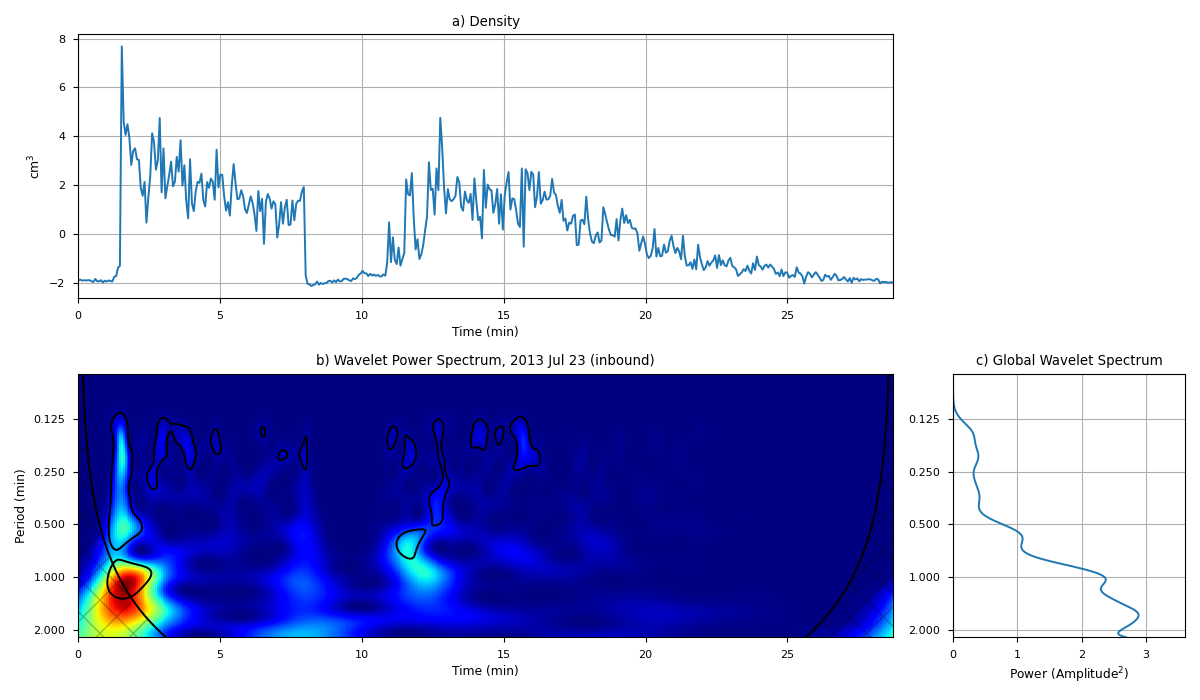 a) Density
8
6
4
2
0
−2
cm³
0 5 10 15 20 25
Time (min)
b) Wavelet Power Spectrum, 2013 Jul 23 (inbound)
0.125
0.250
0.500
1.000
2.000
Period (min)
0 5 10 15 20 25
Time (min)
c) Global Wavelet Spectrum
0.125
0.250
0.500
1.000
2.000
0 1 2 3
Power (Amplitude²)